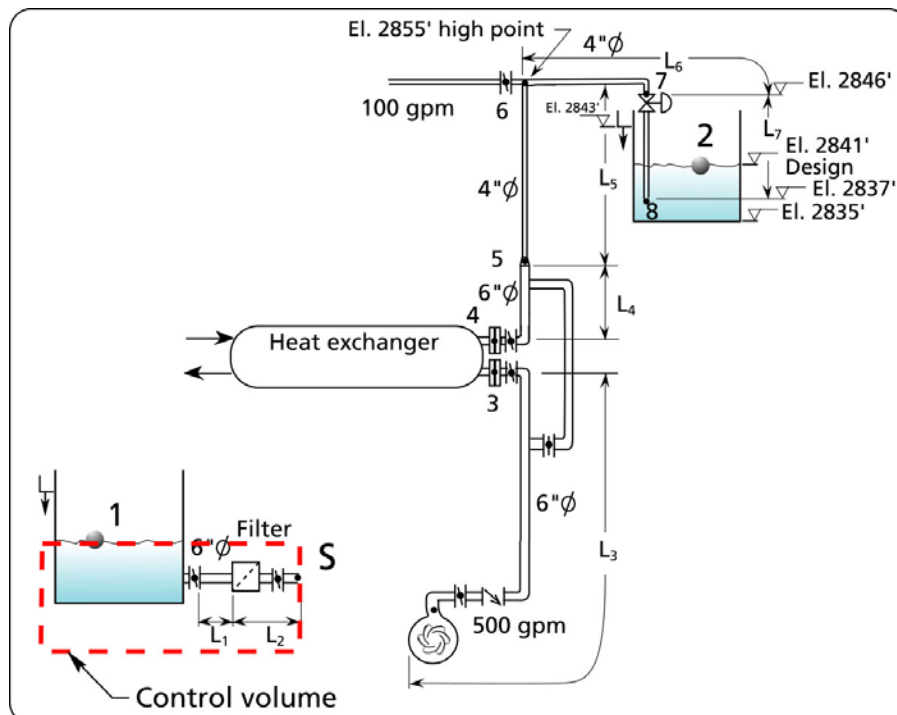 El. 2855' high point
4"Ø
L6
7
El. 2846'
100 gpm
6
El. 2843'
L7
2
El. 2841'
Design
L5
4"Ø
El. 2837'
8
El. 2835'
5
6"Ø
4
L4
Heat exchanger
3
1
6"Ø
Filter
S
6"Ø
L3
L1
L2
500 gpm
Control volume